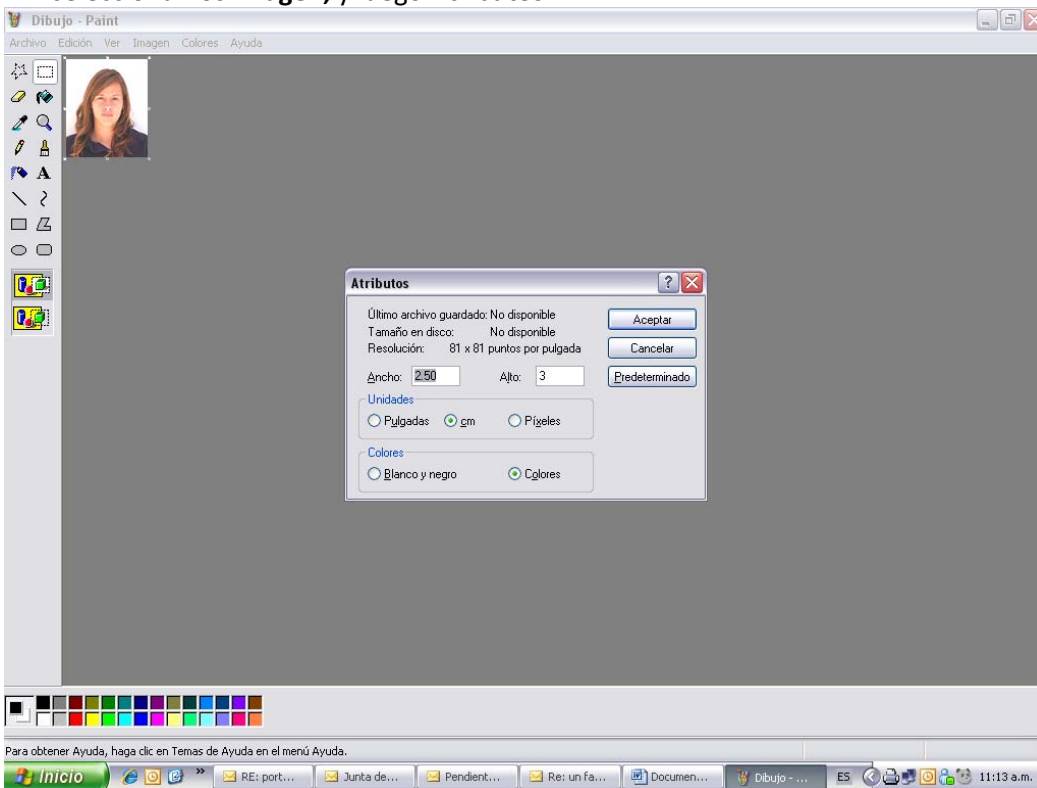 Dibujo - Paint
Archivo Edición Ver Imagen Colores Ayuda
A
Atributos
Último archivo guardado: No disponible
Tamaño en disco: No disponible
Resolución: 81 x 81 puntos por pulgada
Ancho: 2.50 Alto: 3
Unidades
Pulgadas cm Píxeles
Colores
Blanco y negro Colores
Aceptar
Cancelar
Predeterminado
Para obtener Ayuda, haga clic en Temas de Ayuda en el menú Ayuda.
Inicio » RE: port... Junta de... Pendient... Re: un fa... Documen... Dibujo - ... ES 11:13 a.m.